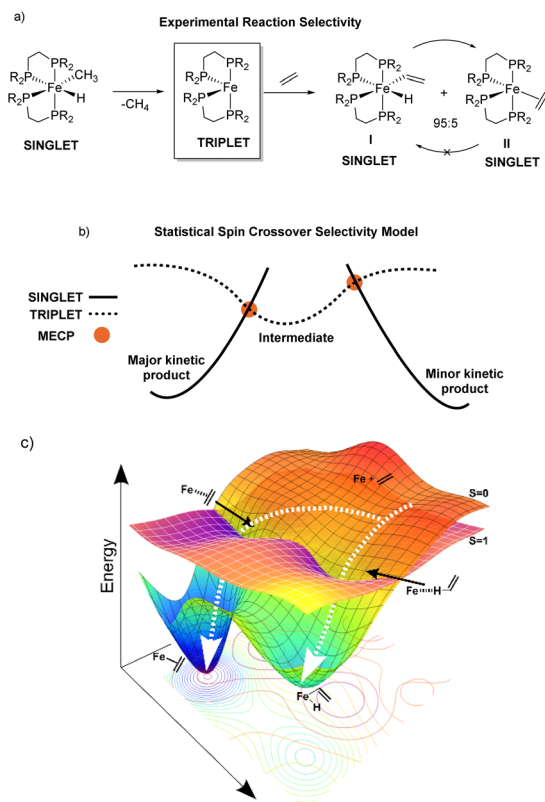 a)
Experimental Reaction Selectivity
R₂P PR₂ Fe CH₃ R₂P H PR₂
SINGLET
-CH₄
R₂P PR₂ Fe R₂P PR₂
TRIPLET
R₂P PR₂ Fe R₂P H PR₂
I
SINGLET
+
95:5
R₂P PR₂ Fe R₂P PR₂
II
SINGLET
b)
Statistical Spin Crossover Selectivity Model
SINGLET
TRIPLET
MECP
Major kinetic
product
Intermediate
Minor kinetic
product
c)
Energy
Fe
Fe +
S=0
S=1
Fe H
Fe
Fe
H